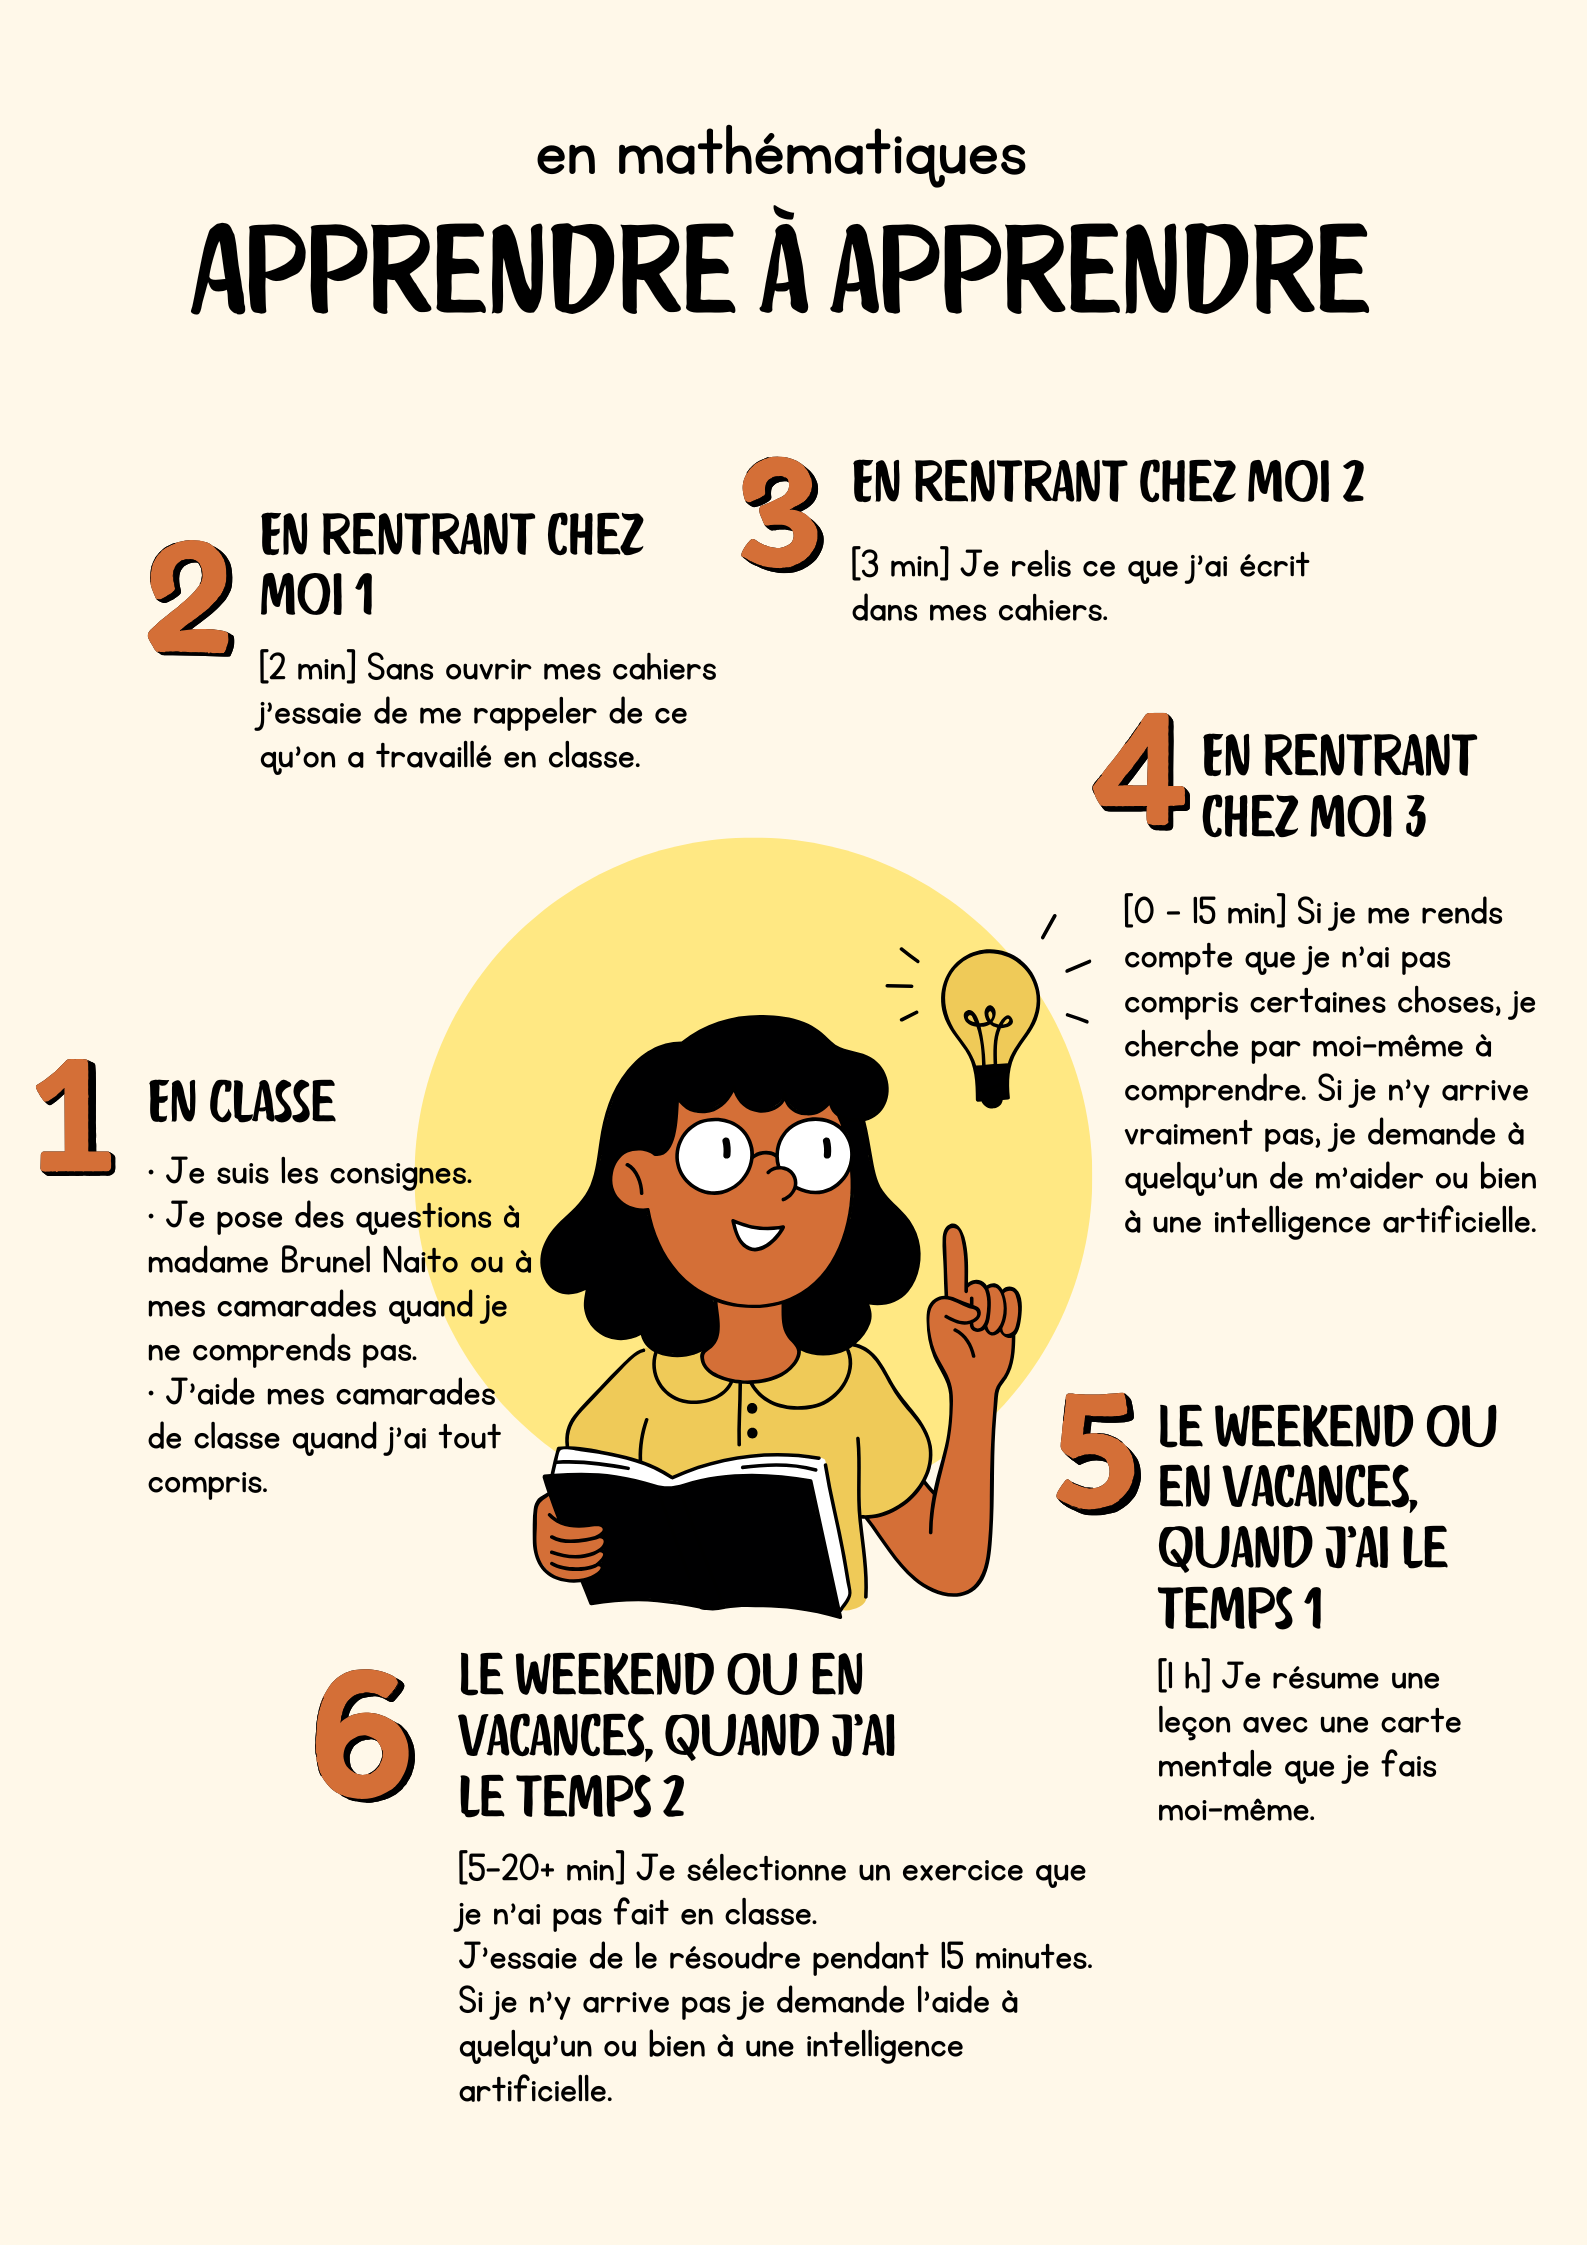 en mathématiques
APPRENDRE À APPRENDRE
1
EN CLASSE
· Je suis les consignes.
· Je pose des questions à
madame Brunel Naito ou à
mes camarades quand je
ne comprends pas.
· J'aide mes camarades
de classe quand j'ai tout
compris.
2
EN RENTRANT CHEZ
MOI 1
[2 min] Sans ouvrir mes cahiers
j'essaie de me rappeler de ce
qu'on a travaillé en classe.
3
EN RENTRANT CHEZ MOI 2
[3 min] Je relis ce que j'ai écrit
dans mes cahiers.
4
EN RENTRANT
CHEZ MOI 3
[0 - 15 min] Si je me rends
compte que je n'ai pas
compris certaines choses, je
cherche par moi-même à
comprendre. Si je n'y arrive
vraiment pas, je demande à
quelqu'un de m'aider ou bien
à une intelligence artificielle.
5
LE WEEKEND OU
EN VACANCES,
QUAND J'AI LE
TEMPS 1
[1 h] Je résume une
leçon avec une carte
mentale que je fais
moi-même.
6
LE WEEKEND OU EN
VACANCES, QUAND J'AI
LE TEMPS 2
[5-20+ min] Je sélectionne un exercice que
je n'ai pas fait en classe.
J'essaie de le résoudre pendant 15 minutes.
Si je n'y arrive pas je demande l'aide à
quelqu'un ou bien à une intelligence
artificielle.